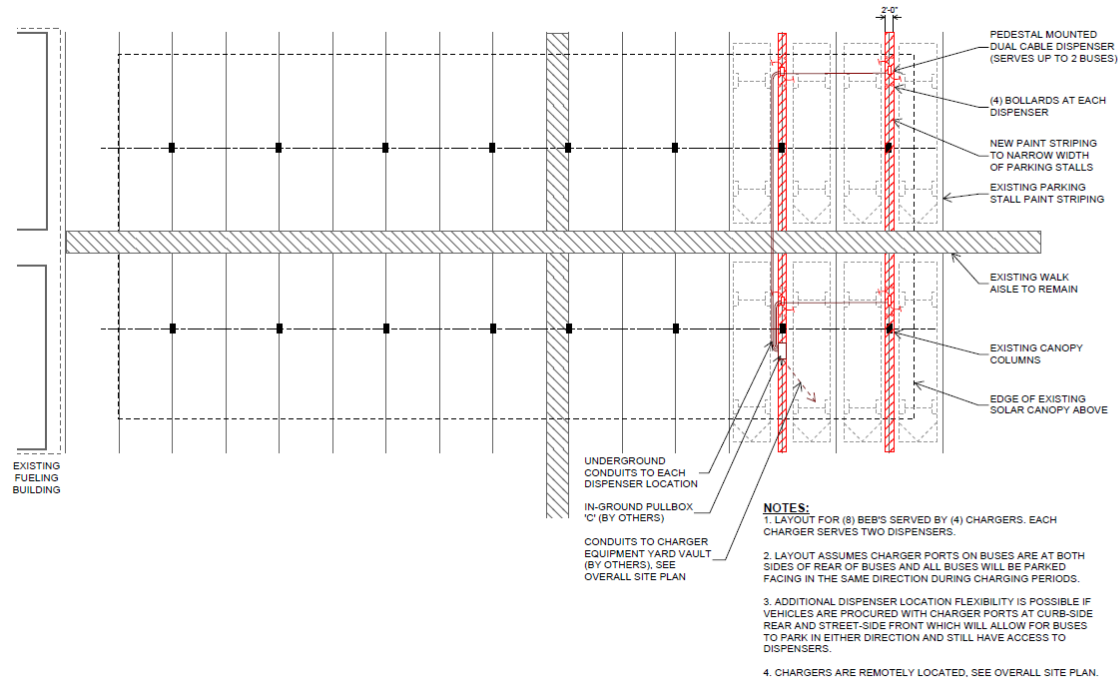 2'-0"
PEDESTAL MOUNTED
DUAL CABLE DISPENSER
(SERVES UP TO 2 BUSES)
(4) BOLLARDS AT EACH
DISPENSER
NEW PAINT STRIPING
TO NARROW WIDTH
OF PARKING STALLS
EXISTING PARKING
STALL PAINT STRIPING
EXISTING WALK
AISLE TO REMAIN
EXISTING CANOPY
COLUMNS
EDGE OF EXISTING
SOLAR CANOPY ABOVE
EXISTING
FUELING
BUILDING
UNDERGROUND
CONDUITS TO EACH
DISPENSER LOCATION
IN-GROUND PULLBOX
'C' (BY OTHERS)
CONDUITS TO CHARGER
EQUIPMENT YARD VAULT
(BY OTHERS), SEE
OVERALL SITE PLAN
NOTES:
1. LAYOUT FOR (8) BEB'S SERVED BY (4) CHARGERS. EACH
CHARGER SERVES TWO DISPENSERS.
2. LAYOUT ASSUMES CHARGER PORTS ON BUSES ARE AT BOTH
SIDES OF REAR OF BUSES AND ALL BUSES WILL BE PARKED
FACING IN THE SAME DIRECTION DURING CHARGING PERIODS.
3. ADDITIONAL DISPENSER LOCATION FLEXIBILITY IS POSSIBLE IF
VEHICLES ARE PROCURED WITH CHARGER PORTS AT CURB-SIDE
REAR AND STREET-SIDE FRONT WHICH WILL ALLOW FOR BUSES
TO PARK IN EITHER DIRECTION AND STILL HAVE ACCESS TO
DISPENSERS.
4. CHARGERS ARE REMOTELY LOCATED, SEE OVERALL SITE PLAN.